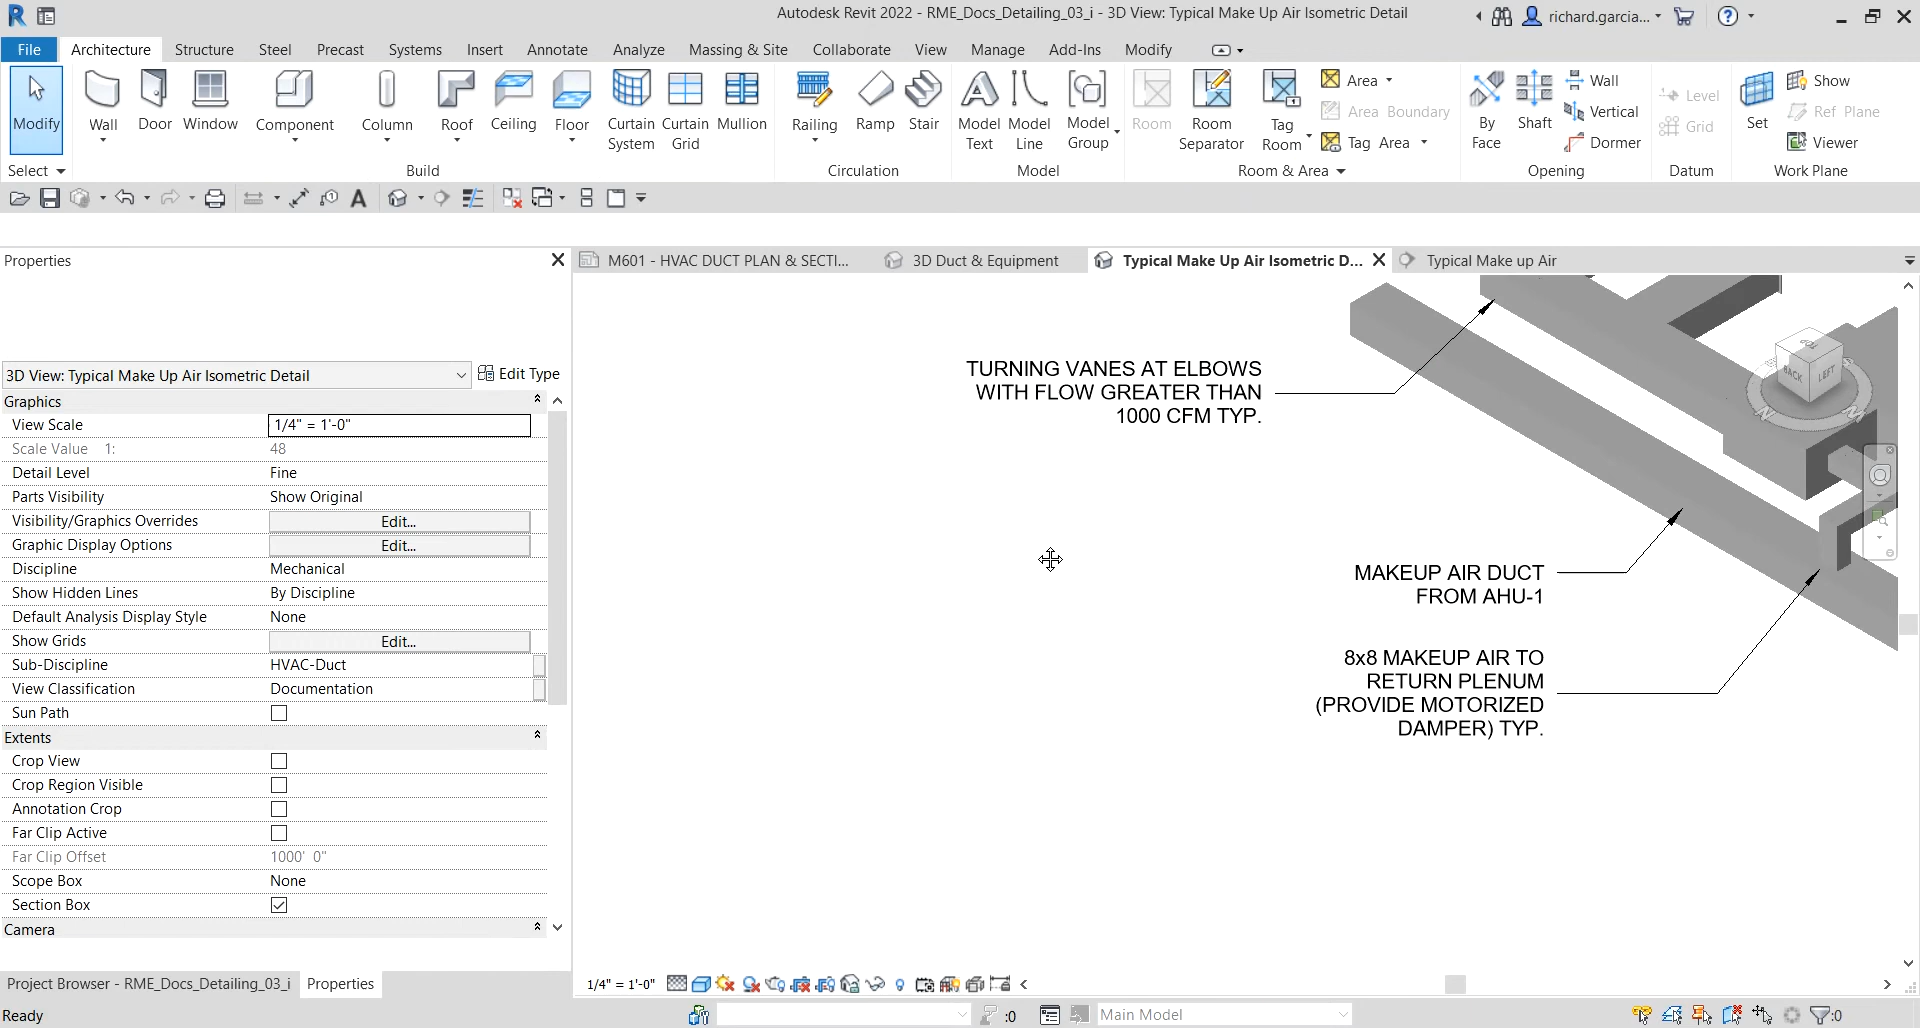 Autodesk Revit 2022 - RME_Docs_Detailing_03_i - 3D View: Typical Make Up Air Isometric Detail
richard.garcia...
File Architecture Structure Steel Precast Systems Insert Annotate Analyze Massing & Site Collaborate View Manage Add-Ins Modify
Modify
Wall
Door
Window
Component
Column
Roof
Ceiling
Floor
Curtain
System
Curtain
Grid
Mullion
Railing
Ramp
Stair
Model
Text
Model
Line
Model
Group
Room
Room
Separator
Tag
Room
Area
Area Boundary
Tag Area
By
Face
Shaft
Wall
Vertical
Dormer
Level
Grid
Set
Show
Ref Plane
Viewer
Select Build Circulation Model Room & Area Opening Datum Work Plane
Properties
M601 - HVAC DUCT PLAN & SECTI... 3D Duct & Equipment Typical Make Up Air Isometric D... Typical Make up Air
3D View: Typical Make Up Air Isometric Detail
Edit Type
Graphics
View Scale 1/4" = 1'-0"
Scale Value 1: 48
Detail Level Fine
Parts Visibility Show Original
Visibility/Graphics Overrides Edit...
Graphic Display Options Edit...
Discipline Mechanical
Show Hidden Lines By Discipline
Default Analysis Display Style None
Show Grids Edit...
Sub-Discipline HVAC-Duct
View Classification Documentation
Sun Path
Extents
Crop View
Crop Region Visible
Annotation Crop
Far Clip Active
Far Clip Offset 1000' 0"
Scope Box None
Section Box
Camera
Project Browser - RME_Docs_Detailing_03_i Properties
TURNING VANES AT ELBOWS
WITH FLOW GREATER THAN
1000 CFM TYP.
MAKEUP AIR DUCT
FROM AHU-1
8x8 MAKEUP AIR TO
RETURN PLENUM
(PROVIDE MOTORIZED
DAMPER) TYP.
TOP
BACK
LEFT
N
1/4" = 1'-0"
Ready
:0
Main Model
:0